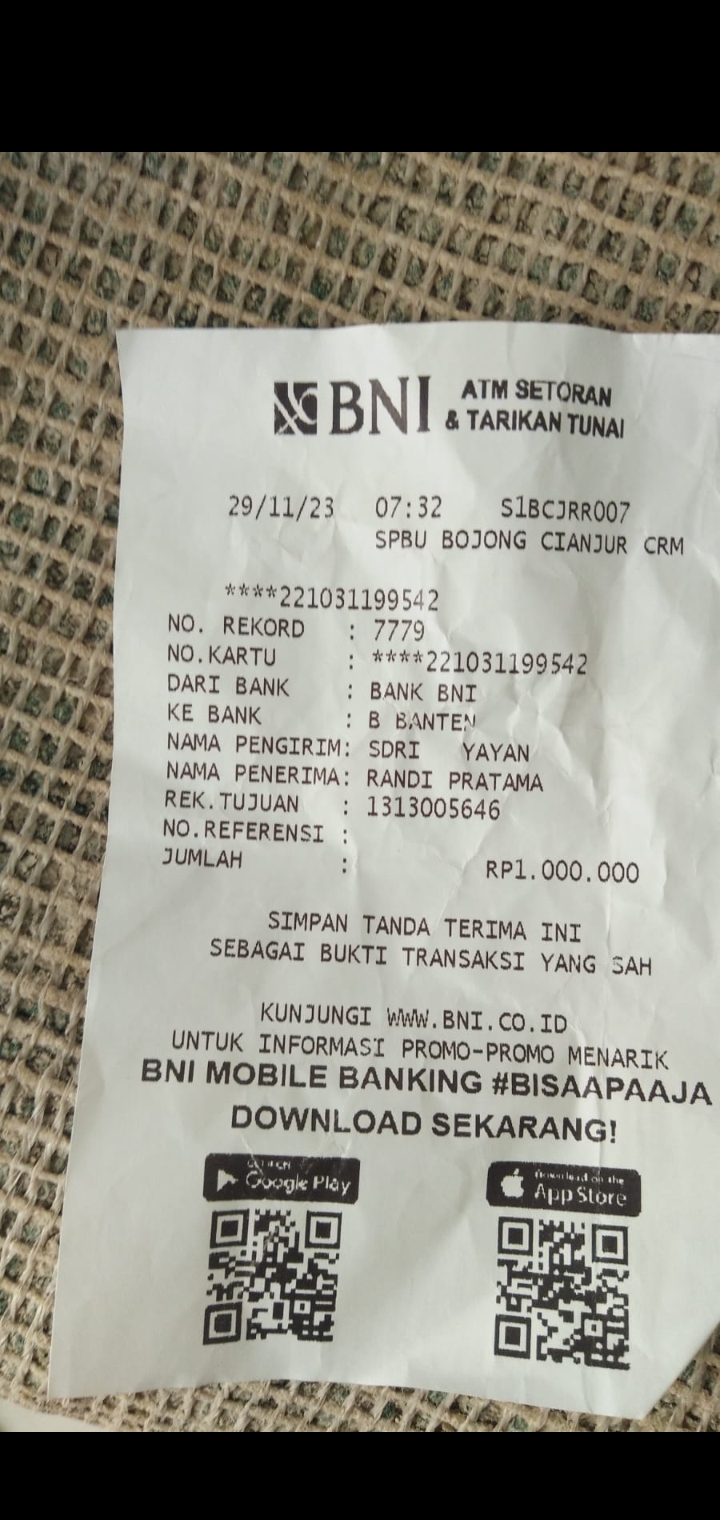 BNI ATM SETORAN
& TARIKAN TUNAI
29/11/23 07:32 S1BCJRR007
SPBU BOJONG CIANJUR CRM
****221031199542
NO. REKORD : 7779
NO.KARTU : ****221031199542
DARI BANK : BANK BNI
KE BANK : B BANTEN
NAMA PENGIRIM: SDRI YAYAN
NAMA PENERIMA: RANDI PRATAMA
REK.TUJUAN : 1313005646
NO.REFERENSI :
JUMLAH : RP1.000.000
SIMPAN TANDA TERIMA INI
SEBAGAI BUKTI TRANSAKSI YANG SAH
KUNJUNGI WWW.BNI.CO.ID
UNTUK INFORMASI PROMO-PROMO MENARIK
BNI MOBILE BANKING #BISAAPAAJA
DOWNLOAD SEKARANG!
Google Play
Download on the
App Store